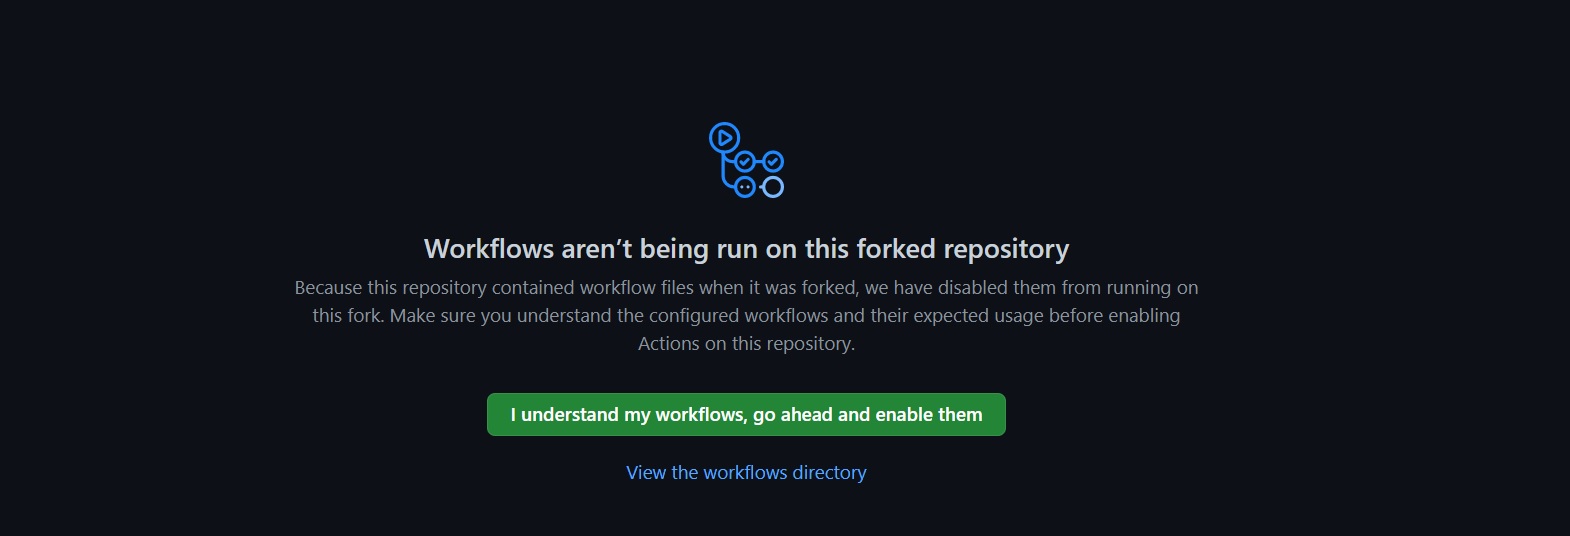 Workflows aren’t being run on this forked repository
Because this repository contained workflow files when it was forked, we have disabled them from running on
this fork. Make sure you understand the configured workflows and their expected usage before enabling
Actions on this repository.
I understand my workflows, go ahead and enable them
View the workflows directory